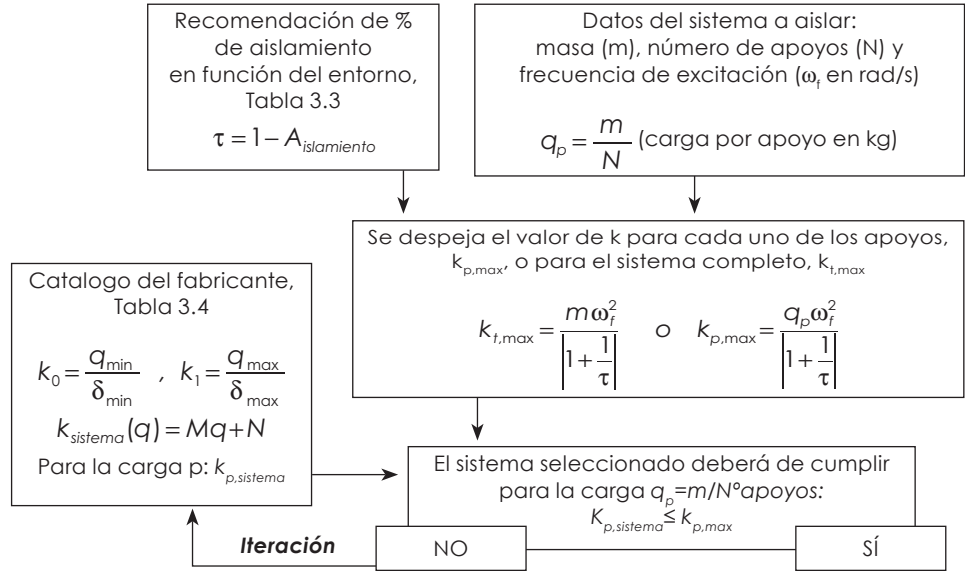 Recomendación de %
de aislamiento
en función del entorno,
Tabla 3.3
τ = 1 − A_islamiento
Datos del sistema a aislar:
masa (m), número de apoyos (N) y
frecuencia de excitación (ω_f en rad/s)
q_p = m/N (carga por apoyo en kg)
Se despeja el valor de k para cada uno de los apoyos,
k_p,max, o para el sistema completo, k_t,max
k_t,max = mω_f²/|1 + 1/τ| o k_p,max = q_pω_f²/|1 + 1/τ|
Catalogo del fabricante,
Tabla 3.4
k_0 = q_min/δ_min , k_1 = q_max/δ_max
k_sistema(q) = Mq+N
Para la carga p: k_p,sistema
El sistema seleccionado deberá de cumplir
para la carga q_p=m/Nºapoyos:
K_p,sistema ≤ k_p,max
Iteración
NO
SÍ